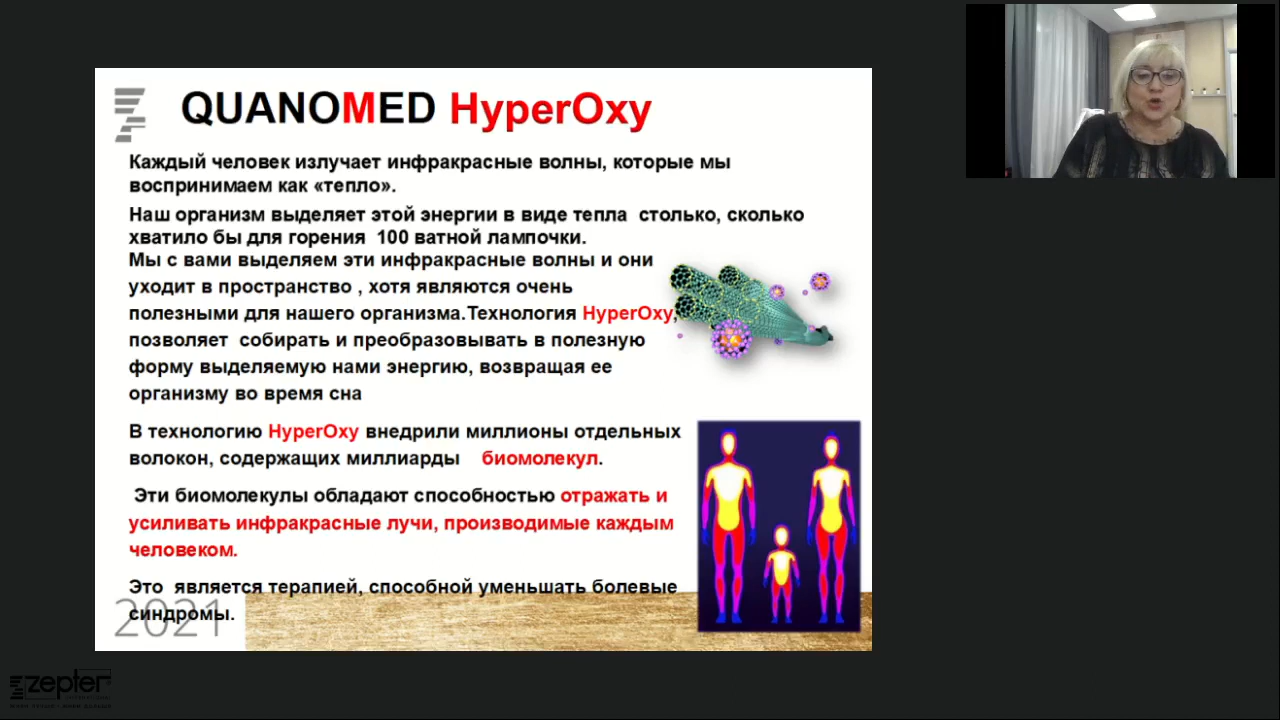 QUANOMED HyperOxy
Каждый человек излучает инфракрасные волны, которые мы
воспринимаем как «тепло».
Наш организм выделяет этой энергии в виде тепла столько, сколько
хватило бы для горения 100 ватной лампочки.
Мы с вами выделяем эти инфракрасные волны и они
уходит в пространство , хотя являются очень
полезными для нашего организма.Технология HyperOxy,
позволяет собирать и преобразовывать в полезную
форму выделяемую нами энергию, возвращая ее
организму во время сна
В технологию HyperOxy внедрили миллионы отдельных
волокон, содержащих миллиарды биомолекул.
Эти биомолекулы обладают способностью отражать и
усиливать инфракрасные лучи, производимые каждым
человеком.
Это является терапией, способной уменьшать болевые
синдромы.
2021
zepter